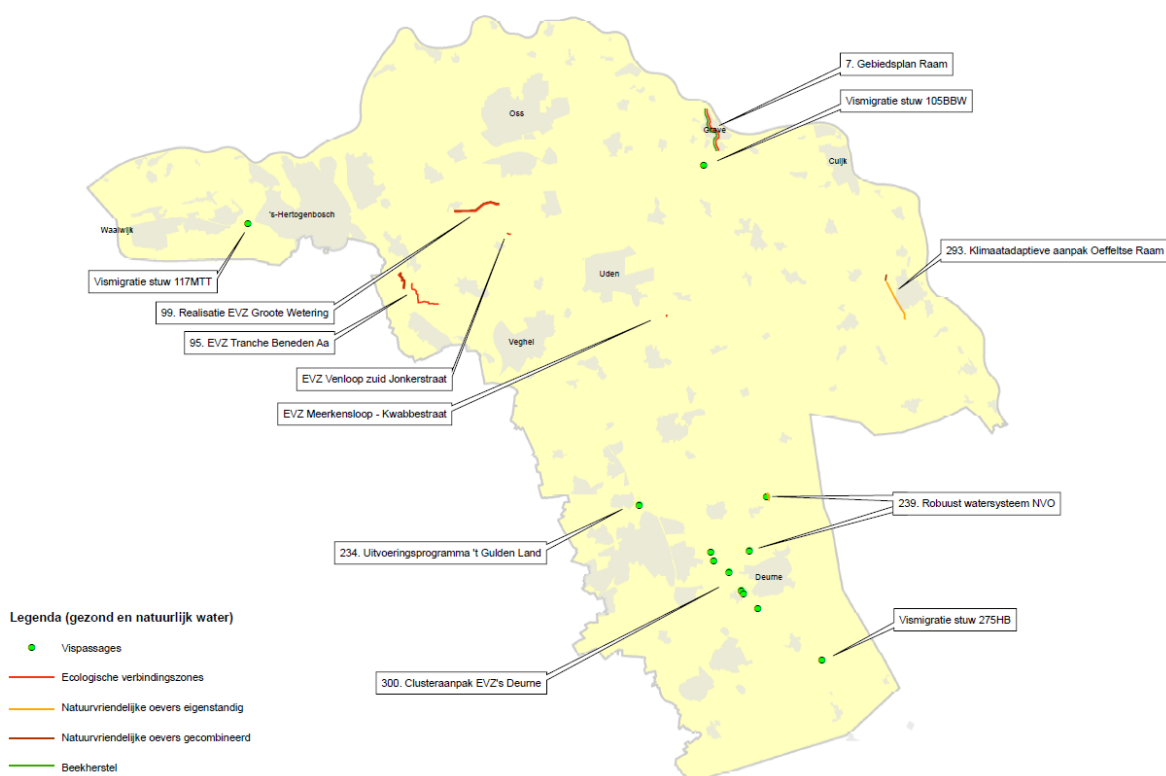 7. Gebiedsplan Raam
Vismigratie stuw 105BBW
Oss
Grave
Cuijk
's-Hertogenbosch
Waalwijk
293. Klimaatadaptieve aanpak Oeffeltse Raam
Uden
Vismigratie stuw 117MTT
99. Realisatie EVZ Groote Wetering
95. EVZ Tranche Beneden Aa
Veghel
EVZ Venloop zuid Jonkerstraat
EVZ Meerkensloop - Kwabbestraat
239. Robuust watersysteem NVO
234. Uitvoeringsprogramma 't Gulden Land
Deurne
Vismigratie stuw 275HB
300. Clusteraanpak EVZ's Deurne
Legenda (gezond en natuurlijk water)
Vispassages
Ecologische verbindingzones
Natuurvriendelijke oevers eigenstandig
Natuurvriendelijke oevers gecombineerd
Beekherstel